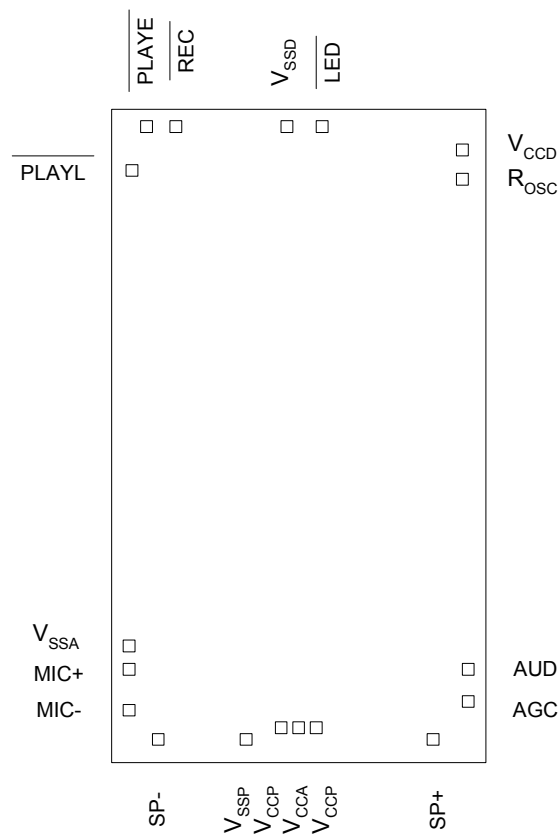 PLAYE
REC
VSSD
LED
VCCD
PLAYL
ROSC
VSSA
MIC+
AUD
MIC-
AGC
SP-
VSSP
VCCP
VCCA
VCCP
SP+